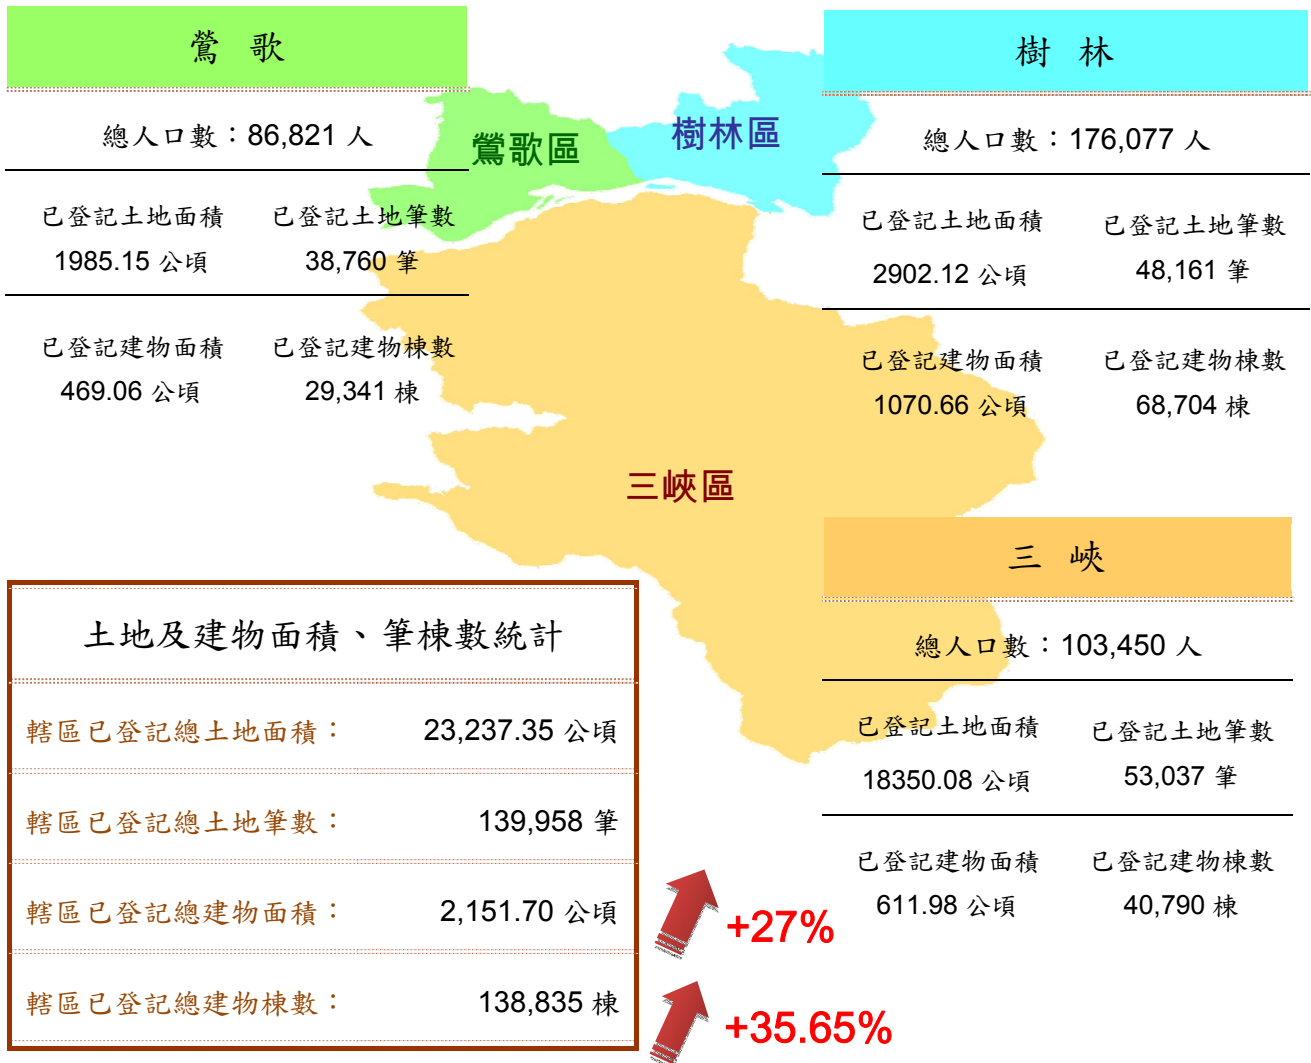 鶯 歌
總人口數：86,821 人
已登記土地面積 已登記土地筆數
1985.15 公頃 38,760 筆
已登記建物面積 已登記建物棟數
469.06 公頃 29,341 棟
鶯歌區
樹林區
三峽區
樹 林
總人口數：176,077 人
已登記土地面積 已登記土地筆數
2902.12 公頃 48,161 筆
已登記建物面積 已登記建物棟數
1070.66 公頃 68,704 棟
三 峽
總人口數：103,450 人
已登記土地面積 已登記土地筆數
18350.08 公頃 53,037 筆
已登記建物面積 已登記建物棟數
611.98 公頃 40,790 棟
土地及建物面積、筆棟數統計
轄區已登記總土地面積： 23,237.35 公頃
轄區已登記總土地筆數： 139,958 筆
轄區已登記總建物面積： 2,151.70 公頃
+27%
轄區已登記總建物棟數： 138,835 棟
+35.65%